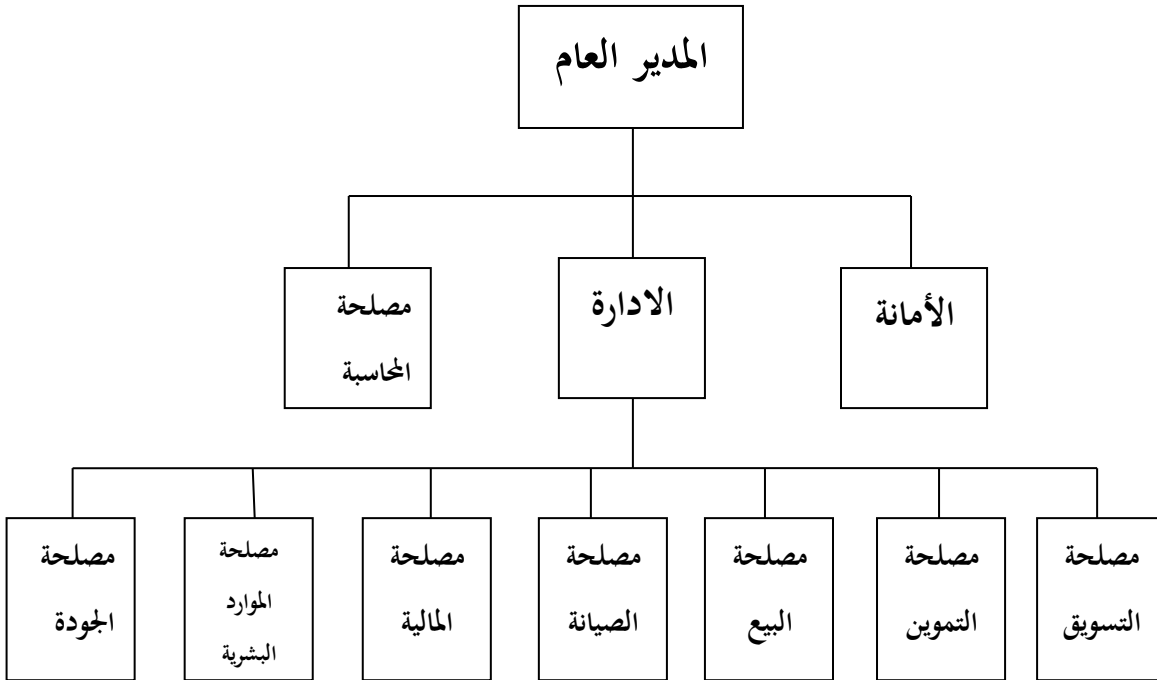 المدير العام
الأمانة
الادارة
مصلحة
المحاسبة
مصلحة
التسويق
مصلحة
التموين
مصلحة
البيع
مصلحة
الصيانة
مصلحة
المالية
مصلحة
الموارد
البشرية
مصلحة
الجودة